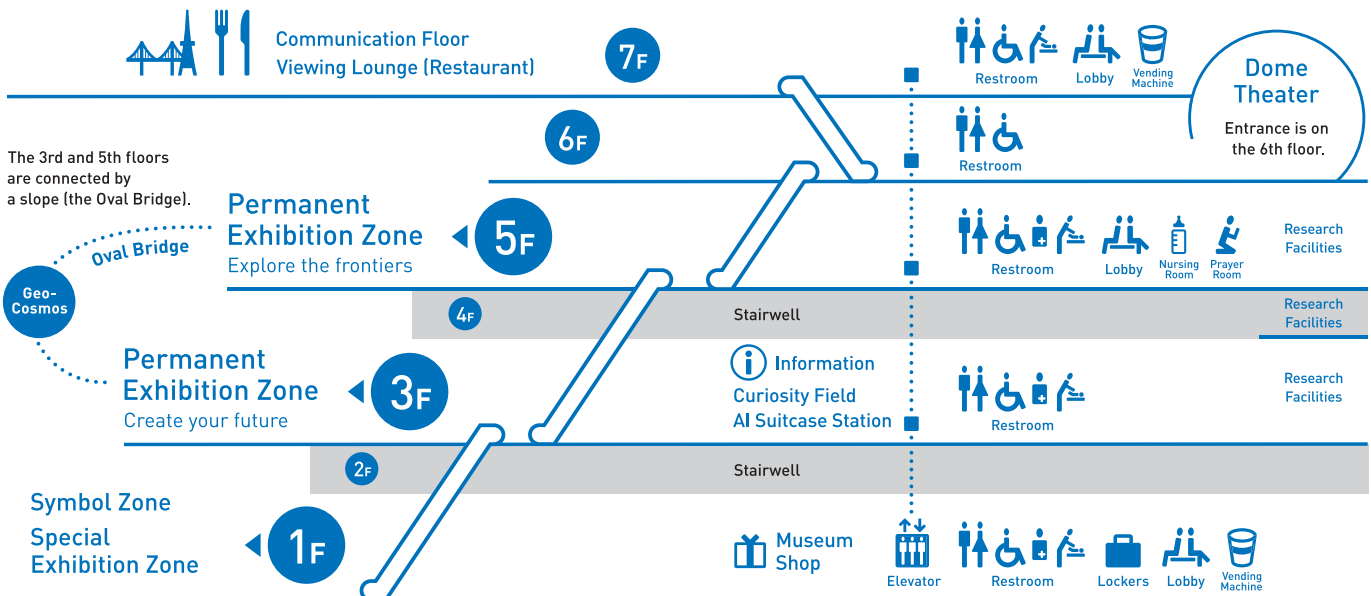 Communication Floor
Viewing Lounge (Restaurant)
7F
Restroom
Lobby
Vending
Machine
Dome
Theater
Entrance is on
the 6th floor.
6F
Restroom
The 3rd and 5th floors
are connected by
a slope (the Oval Bridge).
Oval Bridge
Geo-
Cosmos
Permanent
Exhibition Zone
Explore the frontiers
5F
Restroom
Lobby
Nursing
Room
Prayer
Room
Research
Facilities
4F
Stairwell
Research
Facilities
Permanent
Exhibition Zone
Create your future
3F
Information
Curiosity Field
AI Suitcase Station
Restroom
Research
Facilities
2F
Stairwell
Symbol Zone
Special
Exhibition Zone
1F
Museum
Shop
Elevator
Restroom
Lockers
Lobby
Vending
Machine